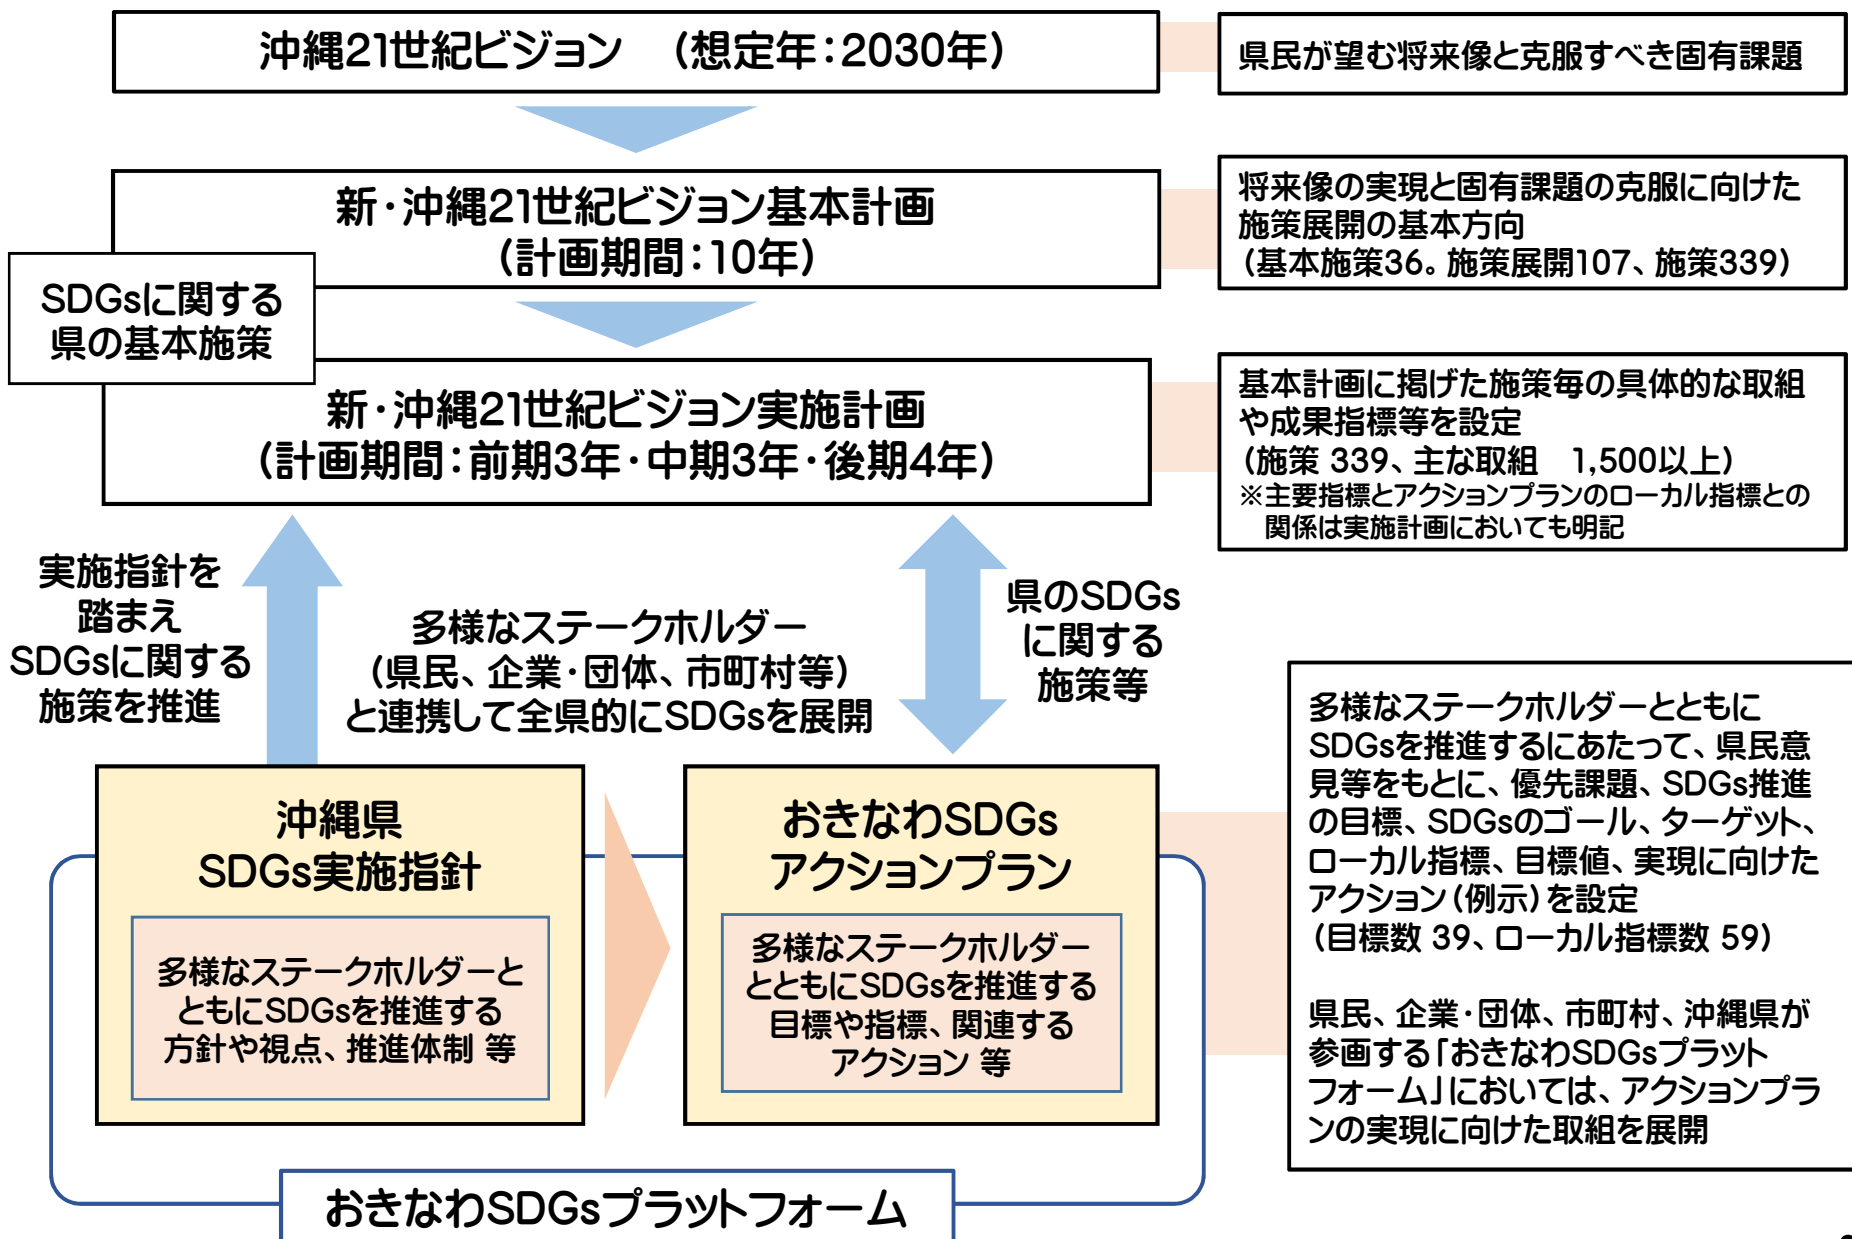 沖縄21世紀ビジョン　(想定年:2030年)
県民が望む将来像と克服すべき固有課題
新・沖縄21世紀ビジョン基本計画
(計画期間:10年)
将来像の実現と固有課題の克服に向けた
施策展開の基本方向
(基本施策36。施策展開107、施策339)
SDGsに関する
県の基本施策
新・沖縄21世紀ビジョン実施計画
(計画期間:前期3年・中期3年・後期4年)
基本計画に掲げた施策毎の具体的な取組
や成果指標等を設定
(施策 339、主な取組　1,500以上)
※主要指標とアクションプランのローカル指標との
関係は実施計画においても明記
実施指針を
踏まえ
SDGsに関する
施策を推進
多様なステークホルダー
(県民、企業・団体、市町村等)
と連携して全県的にSDGsを展開
県のSDGs
に関する
施策等
沖縄県
SDGs実施指針
多様なステークホルダーと
ともにSDGsを推進する
方針や視点、推進体制 等
おきなわSDGs
アクションプラン
多様なステークホルダー
とともにSDGsを推進する
目標や指標、関連する
アクション 等
多様なステークホルダーとともに
SDGsを推進するにあたって、県民意
見等をもとに、優先課題、SDGs推進
の目標、SDGsのゴール、ターゲット、
ローカル指標、目標値、実現に向けた
アクション(例示)を設定
(目標数 39、ローカル指標数 59)
県民、企業・団体、市町村、沖縄県が
参画する「おきなわSDGsプラット
フォーム」においては、アクションプラ
ンの実現に向けた取組を展開
おきなわSDGsプラットフォーム